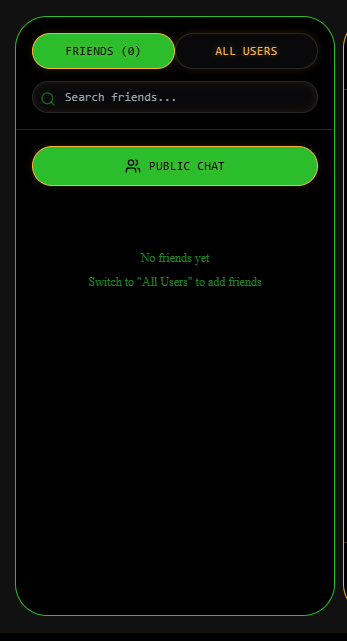 FRIENDS (0)
ALL USERS
Search friends...
PUBLIC CHAT
No friends yet
Switch to "All Users" to add friends